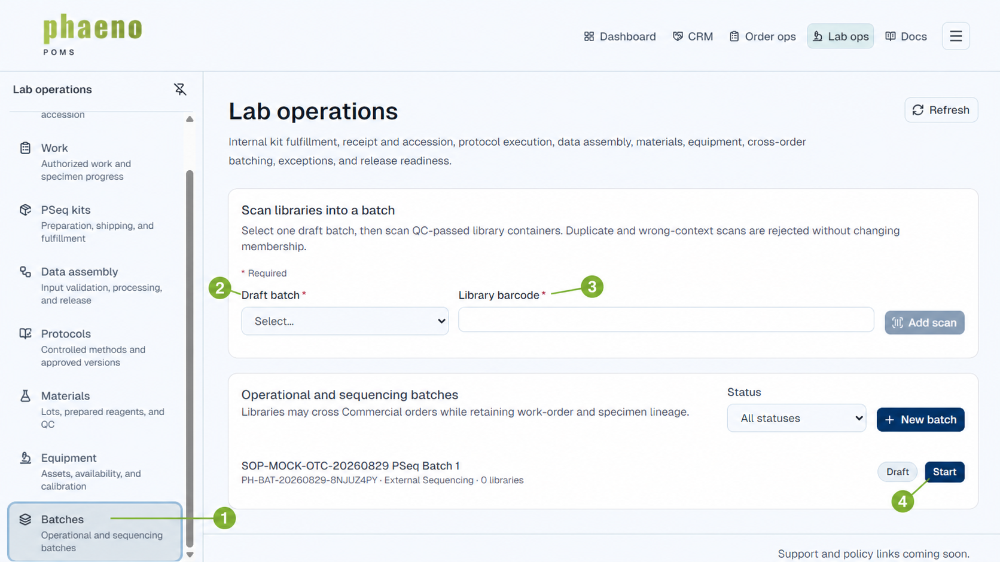 phaeno
POMS
Dashboard
CRM
Order ops
Lab ops
Docs
Lab operations
accession
Work
Authorized work and
specimen progress
PSeq kits
Preparation, shipping, and
fulfillment
Data assembly
Input validation, processing,
and release
Protocols
Controlled methods and
approved versions
Materials
Lots, prepared reagents, and
QC
Equipment
Assets, availability, and
calibration
Batches
Operational and sequencing
batches
1
Lab operations
Refresh
Internal kit fulfillment, receipt and accession, protocol execution, data assembly, materials, equipment, cross-order
batching, exceptions, and release readiness.
Scan libraries into a batch
Select one draft batch, then scan QC-passed library containers. Duplicate and wrong-context scans are rejected without changing
membership.
* Required
2
Draft batch *
Library barcode *
3
Select...
Add scan
Operational and sequencing batches
Libraries may cross Commercial orders while retaining work-order and specimen lineage.
Status
All statuses
+ New batch
SOP-MOCK-OTC-20260829 PSeq Batch 1
PH-BAT-20260829-8NJUZ4PY · External Sequencing · 0 libraries
Draft
Start
4
Support and policy links coming soon.